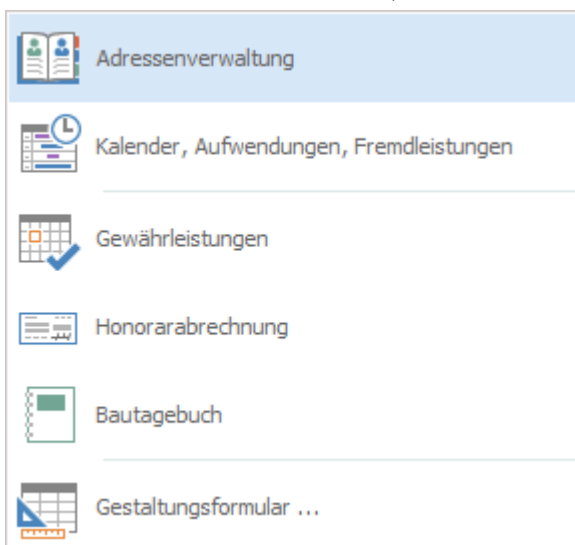 Adressenverwaltung
Kalender, Aufwendungen, Fremdleistungen
Gewährleistungen
Honorarabrechnung
Bautagebuch
Gestaltungsformular ...